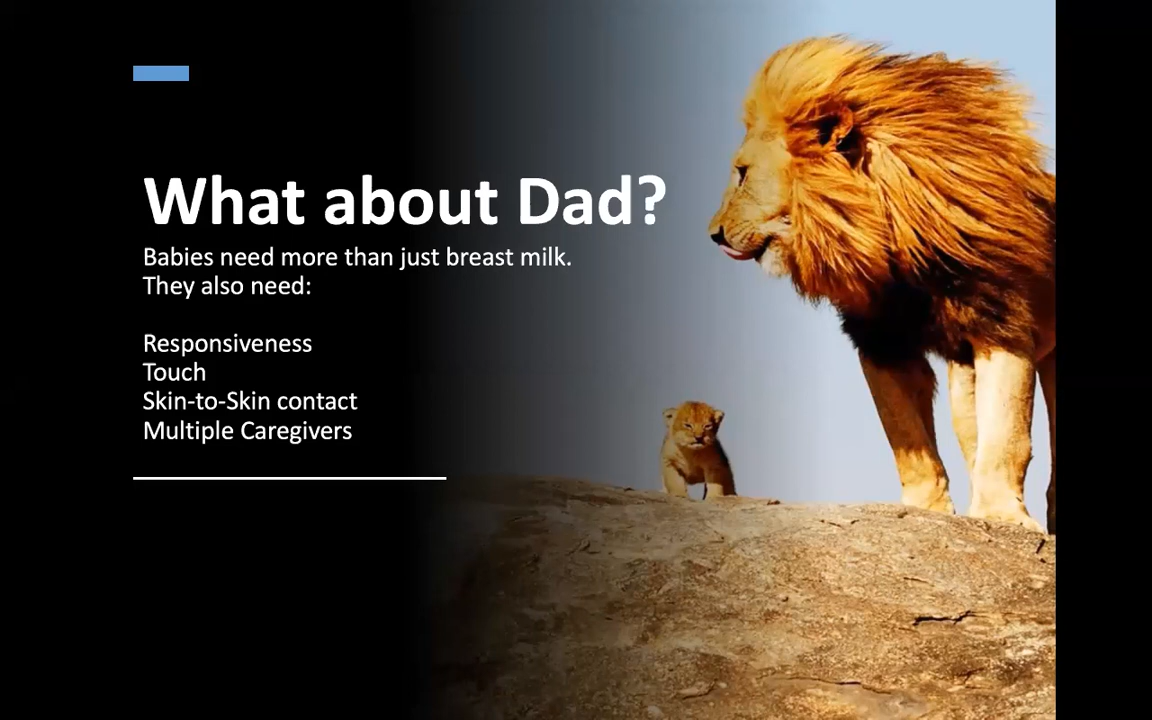 What about Dad?
Babies need more than just breast milk.
They also need:
Responsiveness
Touch
Skin-to-Skin contact
Multiple Caregivers